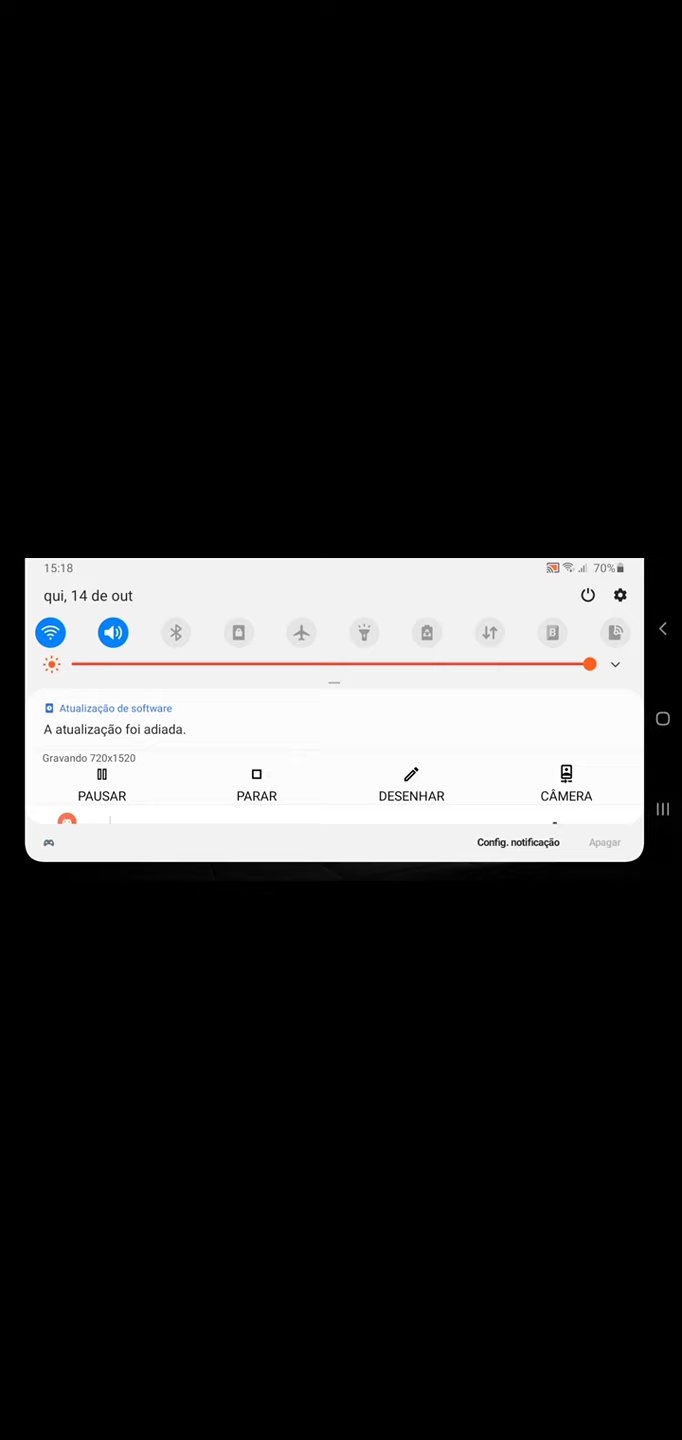 15:18
70%
qui, 14 de out
Atualização de software
A atualização foi adiada.
Gravando 720x1520
PAUSAR PARAR DESENHAR CÂMERA
Config. notificação Apagar